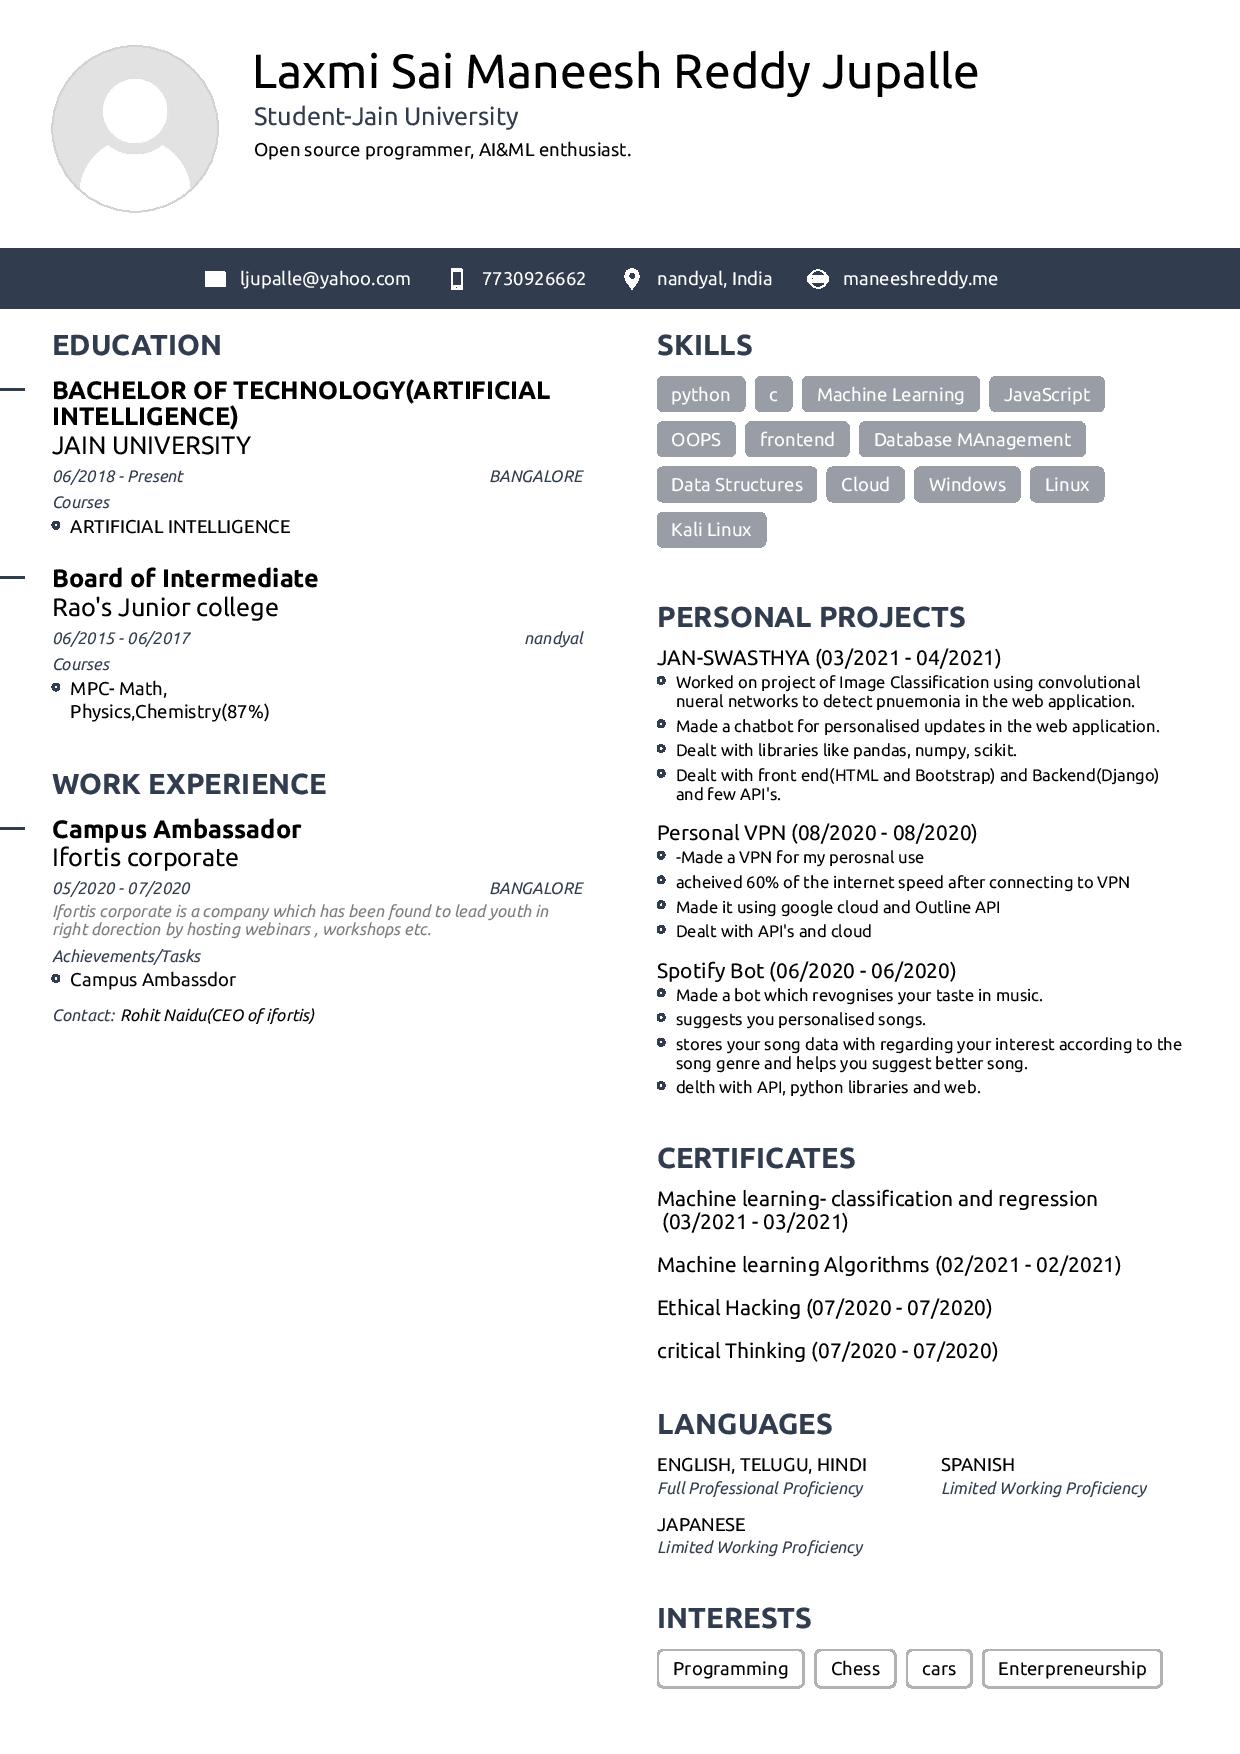 Laxmi Sai Maneesh Reddy Jupalle
Student-Jain University
Open source programmer, AI&ML enthusiast.
ljupalle@yahoo.com 7730926662 nandyal, India maneeshreddy.me
EDUCATION
BACHELOR OF TECHNOLOGY(ARTIFICIAL
INTELLIGENCE)
JAIN UNIVERSITY
06/2018 - Present BANGALORE
Courses
ARTIFICIAL INTELLIGENCE
Board of Intermediate
Rao's Junior college
06/2015 - 06/2017 nandyal
Courses
MPC- Math,
Physics,Chemistry(87%)
WORK EXPERIENCE
Campus Ambassador
Ifortis corporate
05/2020 - 07/2020 BANGALORE
Ifortis corporate is a company which has been found to lead youth in
right dorection by hosting webinars , workshops etc.
Achievements/Tasks
Campus Ambassdor
Contact: Rohit Naidu(CEO of ifortis)
SKILLS
python c Machine Learning JavaScript
OOPS frontend Database MAnagement
Data Structures Cloud Windows Linux
Kali Linux
PERSONAL PROJECTS
JAN-SWASTHYA (03/2021 - 04/2021)
Worked on project of Image Classification using convolutional
nueral networks to detect pnuemonia in the web application.
Made a chatbot for personalised updates in the web application.
Dealt with libraries like pandas, numpy, scikit.
Dealt with front end(HTML and Bootstrap) and Backend(Django)
and few API's.
Personal VPN (08/2020 - 08/2020)
-Made a VPN for my perosnal use
acheived 60% of the internet speed after connecting to VPN
Made it using google cloud and Outline API
Dealt with API's and cloud
Spotify Bot (06/2020 - 06/2020)
Made a bot which revognises your taste in music.
suggests you personalised songs.
stores your song data with regarding your interest according to the
song genre and helps you suggest better song.
delth with API, python libraries and web.
CERTIFICATES
Machine learning- classification and regression
(03/2021 - 03/2021)
Machine learning Algorithms (02/2021 - 02/2021)
Ethical Hacking (07/2020 - 07/2020)
critical Thinking (07/2020 - 07/2020)
LANGUAGES
ENGLISH, TELUGU, HINDI SPANISH
Full Professional Proficiency Limited Working Proficiency
JAPANESE
Limited Working Proficiency
INTERESTS
Programming Chess cars Enterpreneurship